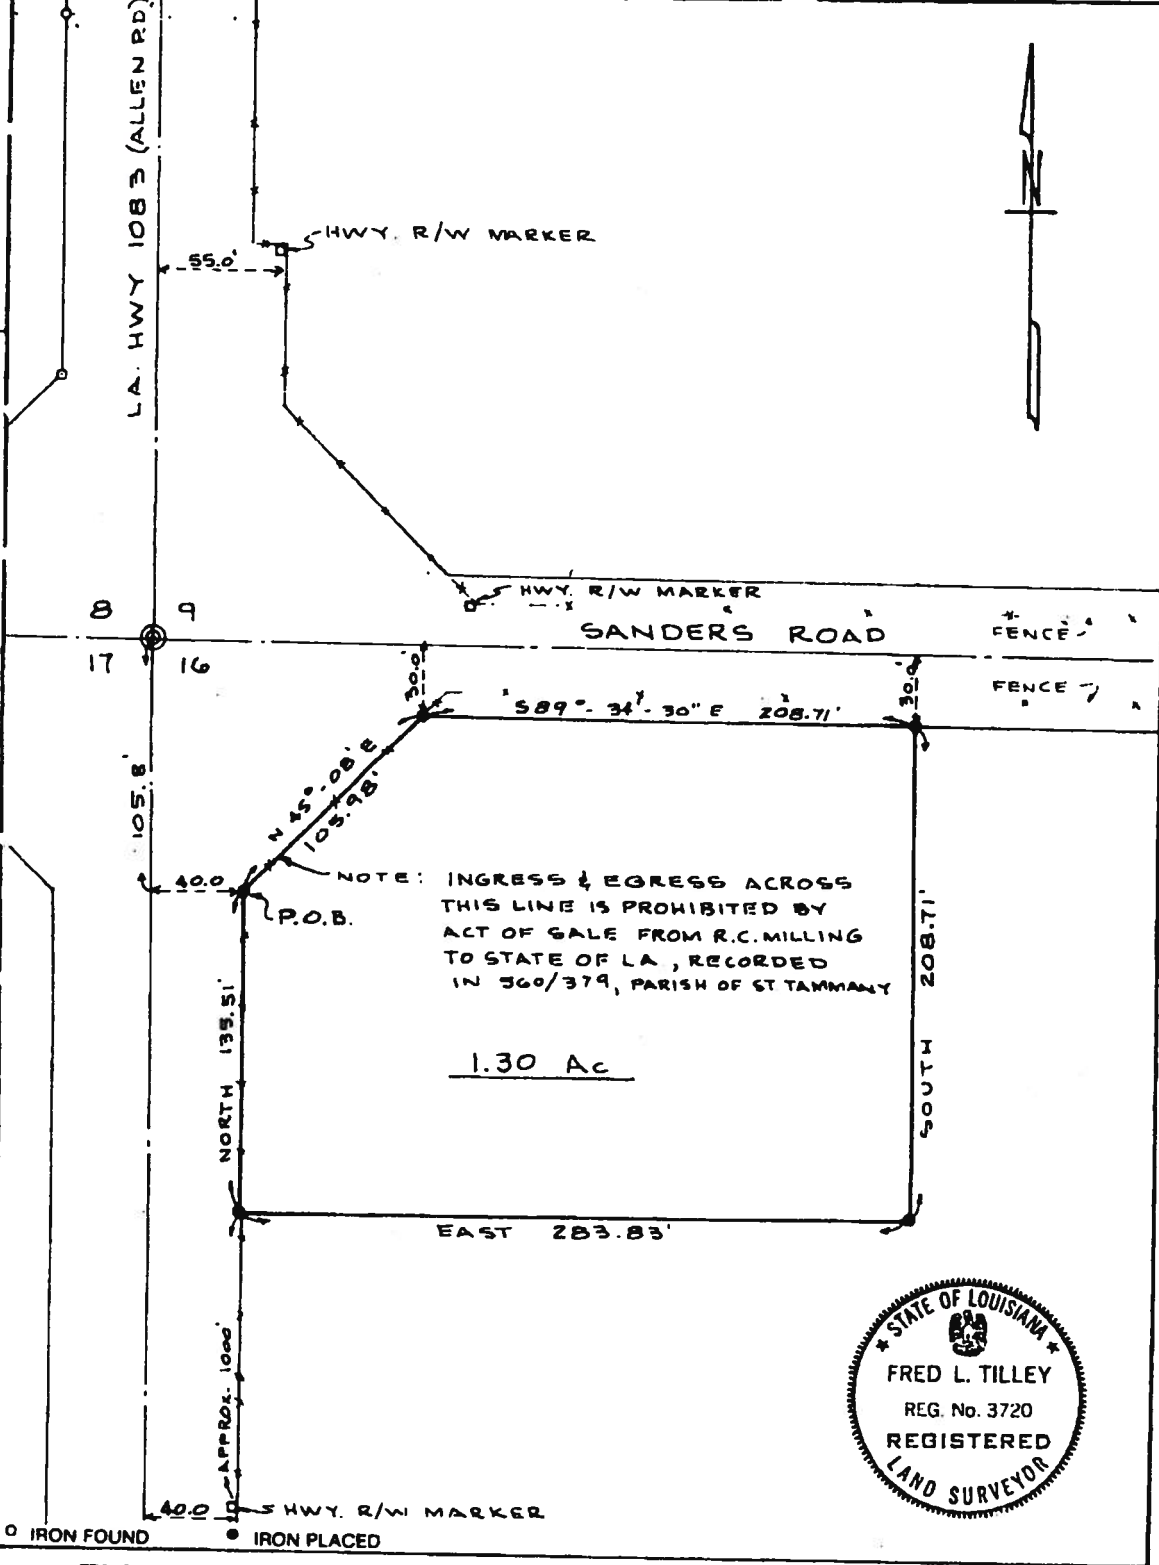 LA. HWY 1083 (ALLEN RD)
N
HWY. R/W MARKER
55.0'
HWY. R/W MARKER
8 9
17 16
SANDERS ROAD
FENCE
FENCE
30.0'
30.0'
S89°-34'-30" E 208.71'
N 45°-08' E
105.98'
105.8'
40.0
P.O.B.
NOTE: INGRESS & EGRESS ACROSS
THIS LINE IS PROHIBITED BY
ACT OF SALE FROM R.C. MILLING
TO STATE OF LA., RECORDED
IN 560/379, PARISH OF ST TAMMANY
1.30 Ac
NORTH 135.51'
SOUTH 208.71'
EAST 283.83'
APPROX. 1000'
40.0
HWY. R/W MARKER
STATE OF LOUISIANA
FRED L. TILLEY
REG. No. 3720
REGISTERED
LAND SURVEYOR
IRON FOUND
IRON PLACED